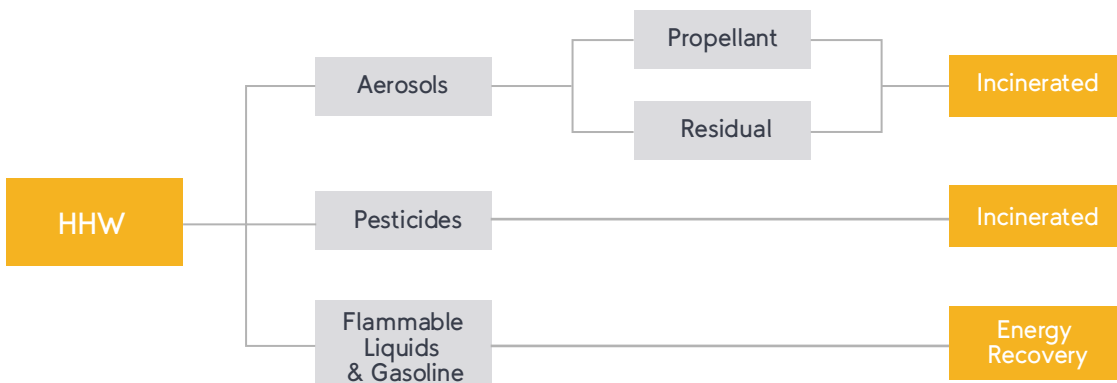 Propellant
Aerosols
Incinerated
Residual
HHW
Pesticides
Incinerated
Flammable
Liquids
& Gasoline
Energy
Recovery